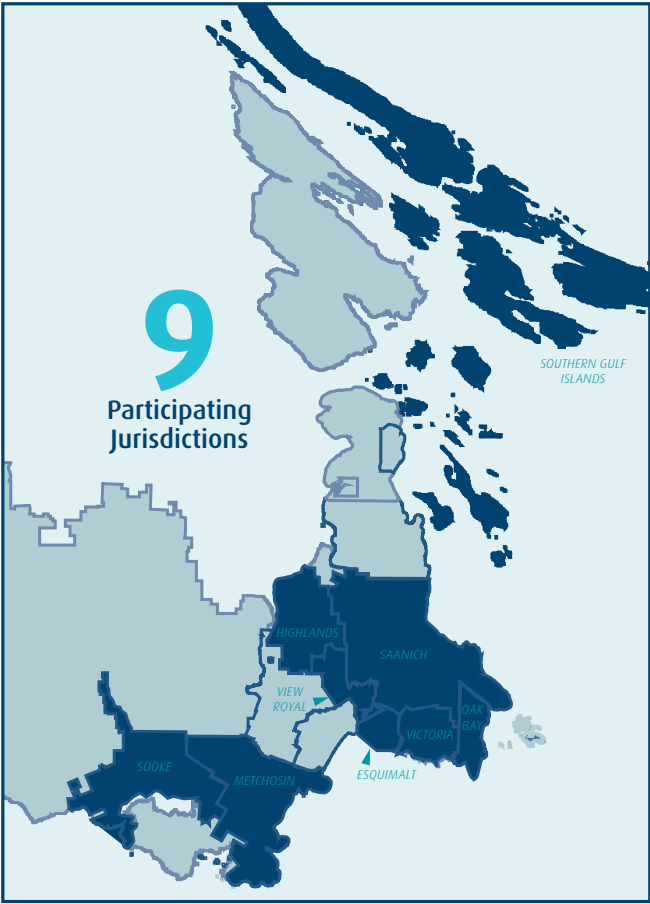 9
Participating
Jurisdictions
SOUTHERN GULF
ISLANDS
HIGHLANDS
SAANICH
VIEW
ROYAL
OAK
BAY
VICTORIA
SOOKE
METCHOSIN
ESQUIMALT